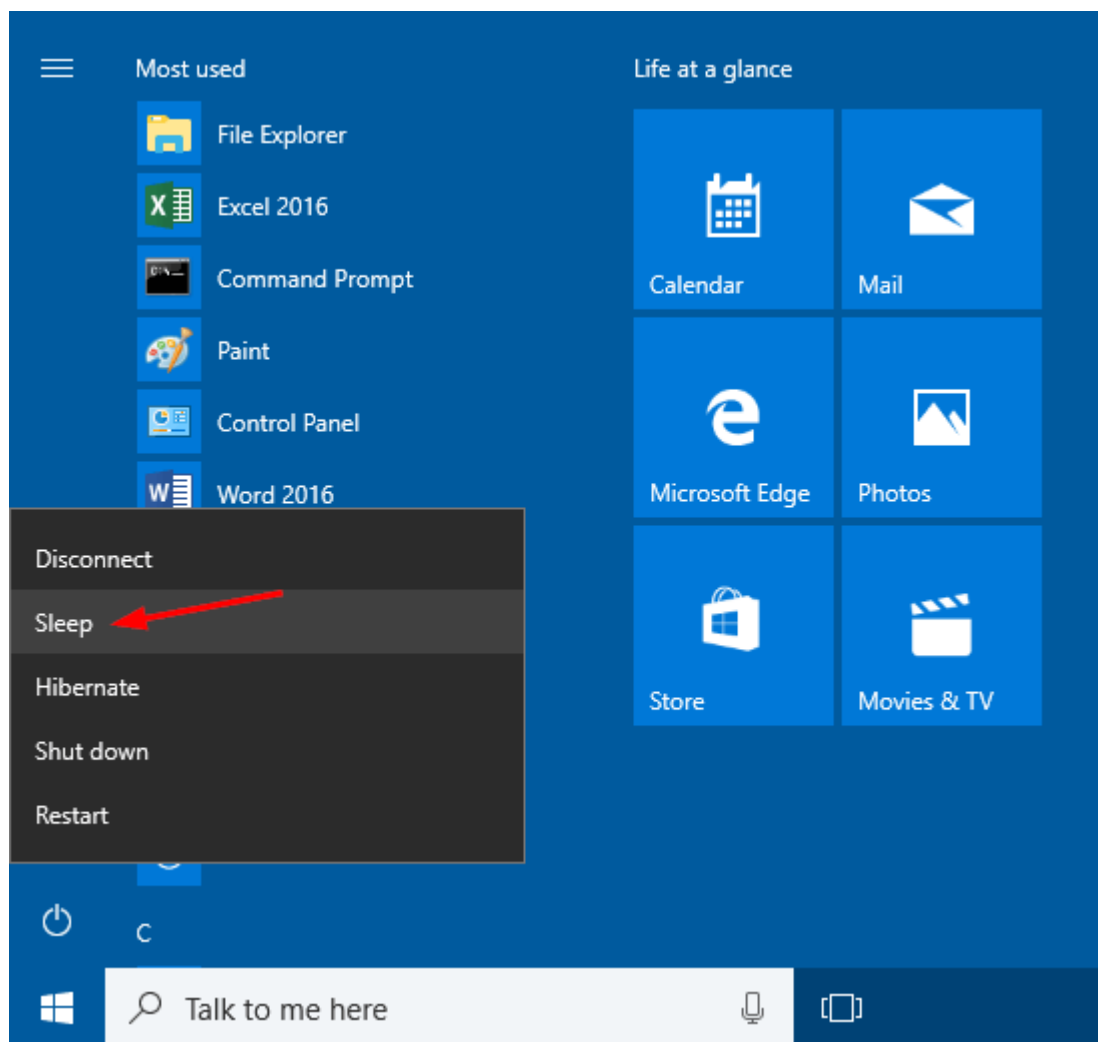 Most used
File Explorer
Excel 2016
Command Prompt
Paint
Control Panel
Word 2016
Disconnect
Sleep
Hibernate
Shut down
Restart
C
Talk to me here
Life at a glance
Calendar
Mail
Microsoft Edge
Photos
Store
Movies & TV